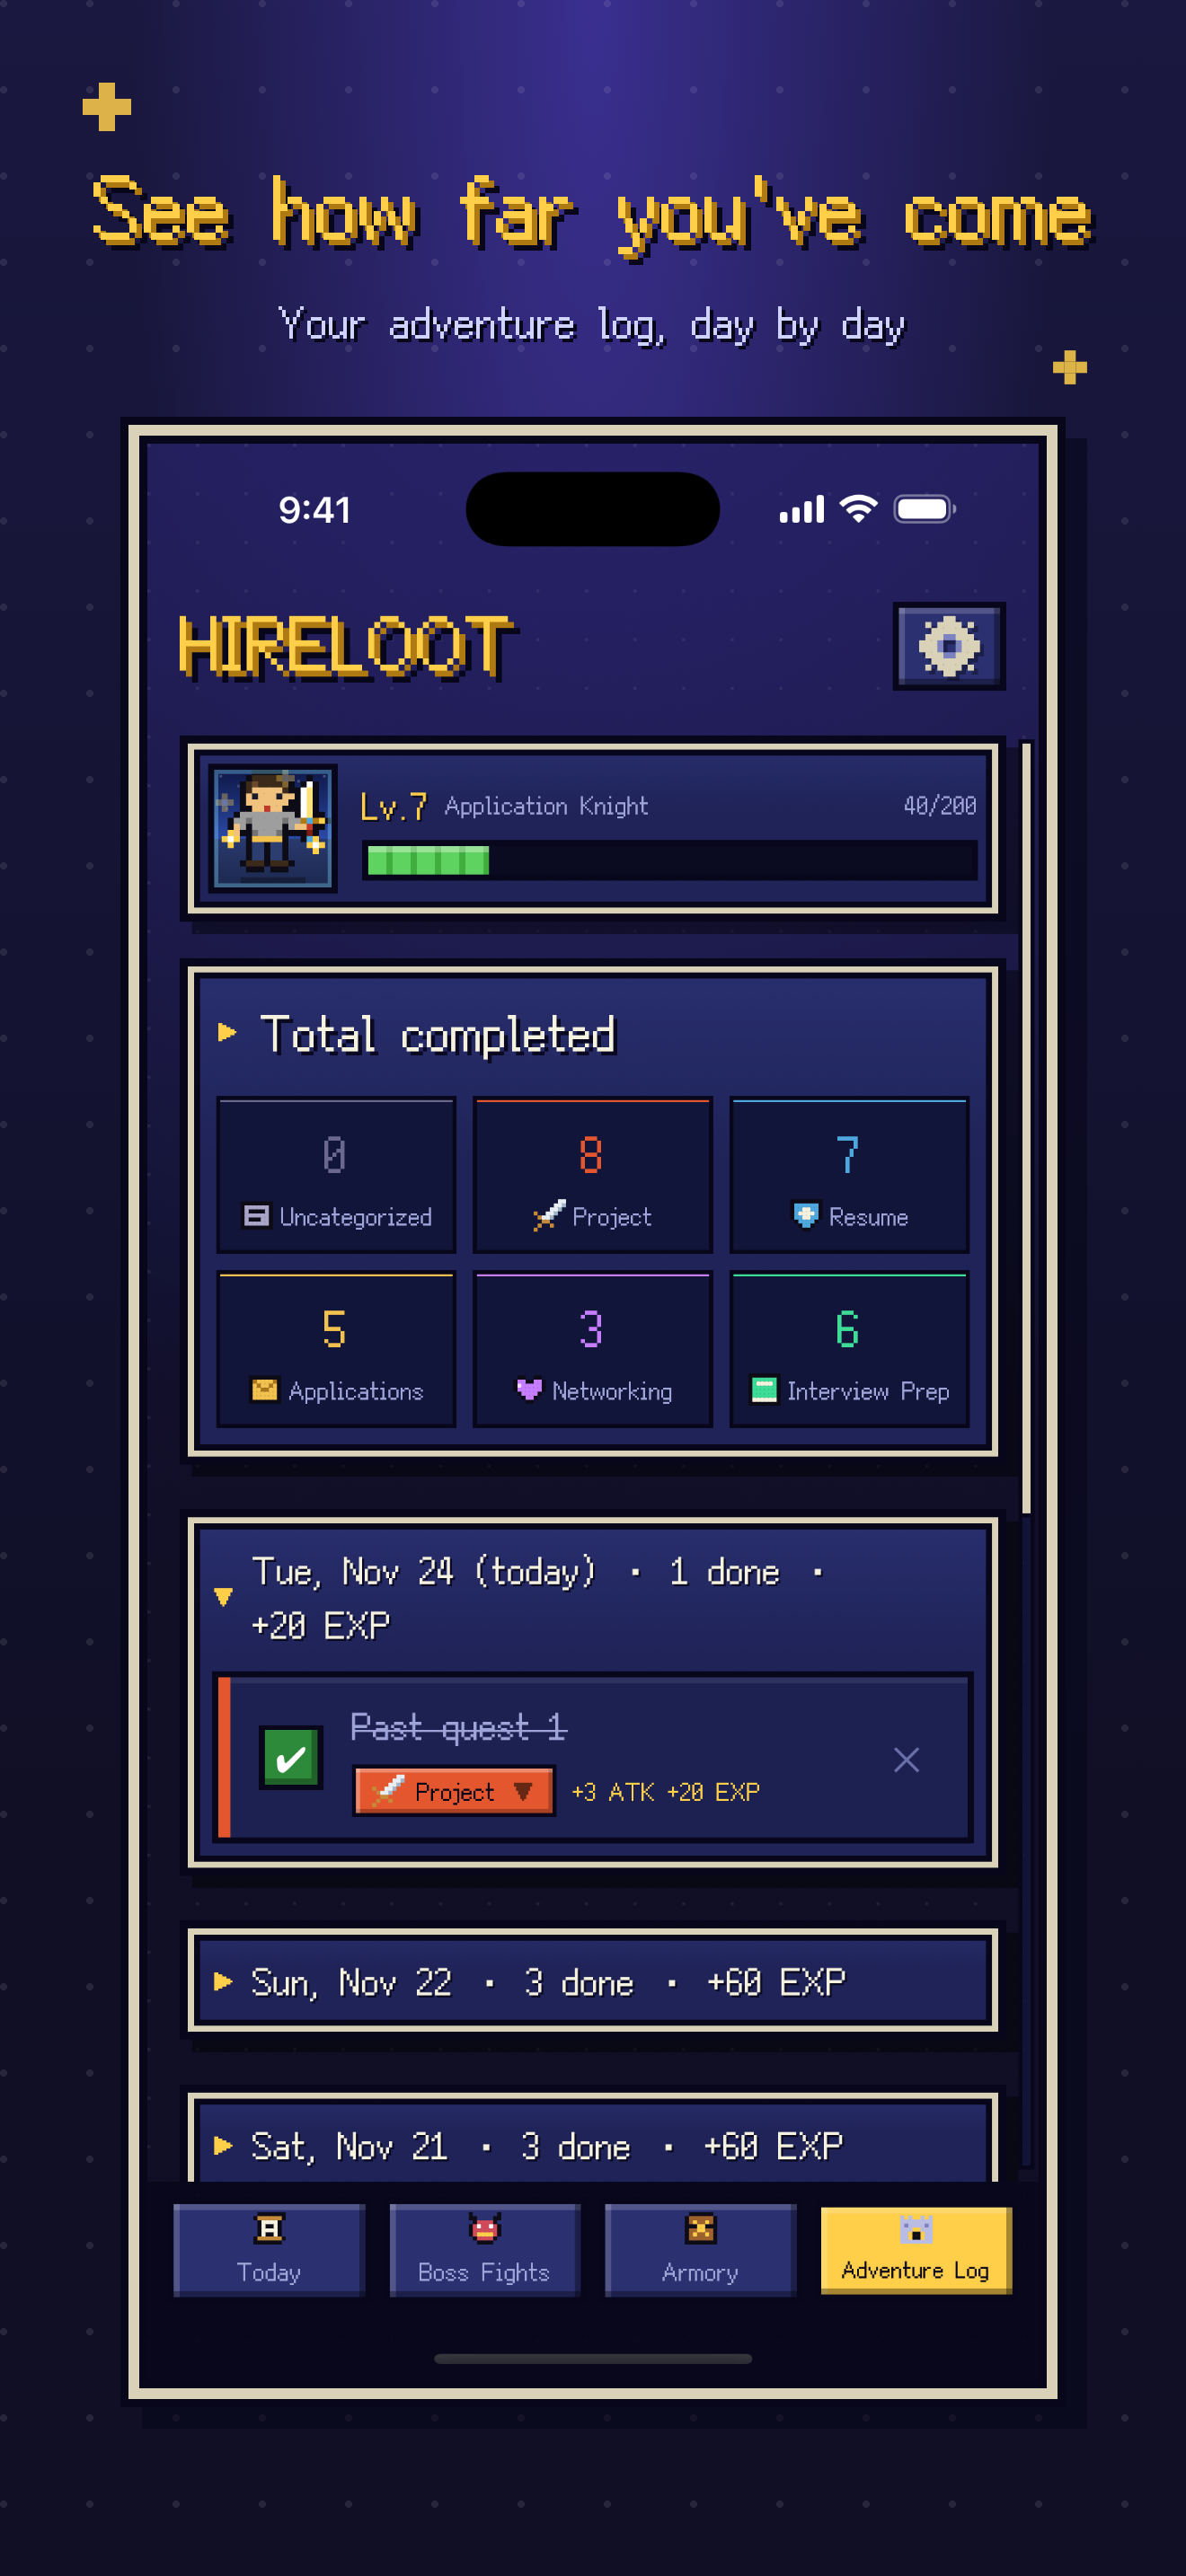 See how far you've come
Your adventure log, day by day
9:41
HIRELOOT
Lv.7 Application Knight 40/200
Total completed
0 8 7
Uncategorized Project Resume
5 3 6
Applications Networking Interview Prep
Tue, Nov 24 (today) · 1 done ·
+20 EXP
Past quest 1
Project +3 ATK +20 EXP
Sun, Nov 22 · 3 done · +60 EXP
Sat, Nov 21 · 3 done · +60 EXP
Today Boss Fights Armory Adventure Log